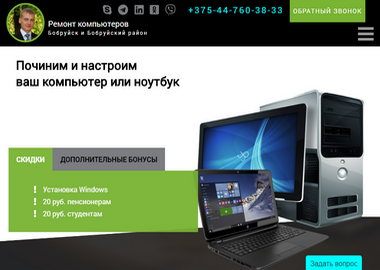 +375-44-760-38-33
ОБРАТНЫЙ ЗВОНОК
Ремонт компьютеров
Бобруйск и Бобруйский район
Починим и настроим
ваш компьютер или ноутбук
СКИДКИ
ДОПОЛНИТЕЛЬНЫЕ БОНУСЫ
! Установка Windows
! 20 руб. пенсионерам
! 20 руб. студентам
Задать вопрос